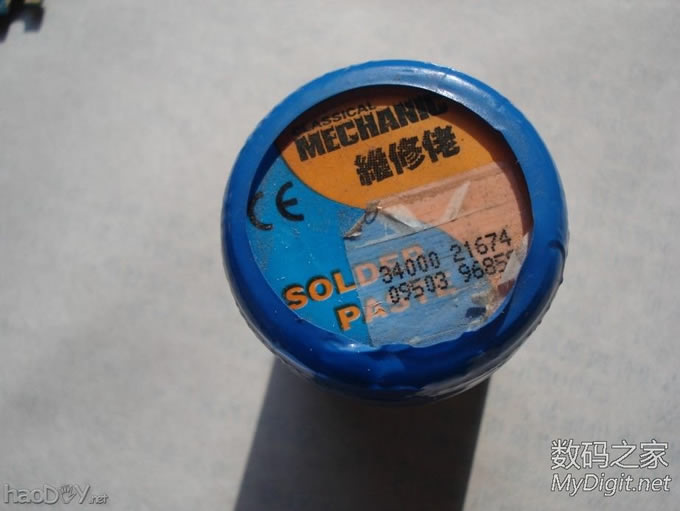 CLASSICAL
MECHANIC
維修佬
CE
SOLDER
PASTE
34000 21674
09503
数码之家
MyDigit.net
haoDIY.net